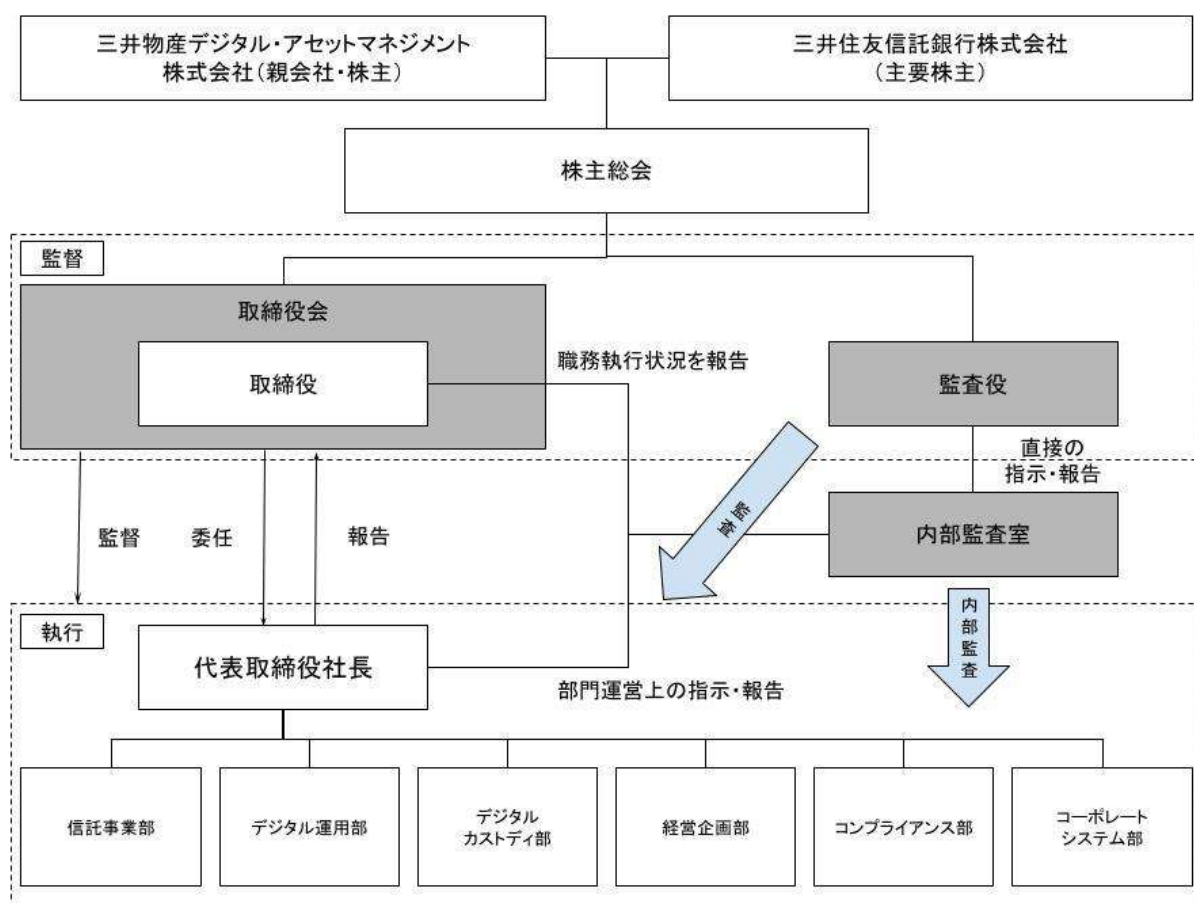 三井物産デジタル・アセットマネジメント
株式会社(親会社・株主)
三井住友信託銀行株式会社
(主要株主)
株主総会
監督
取締役会
取締役
職務執行状況を報告
監査役
直接の
指示・報告
監査
内部監査室
監督
委任
報告
内部監査
執行
代表取締役社長
部門運営上の指示・報告
信託事業部
デジタル運用部
デジタル
カストディ部
経営企画部
コンプライアンス部
コーポレート
システム部